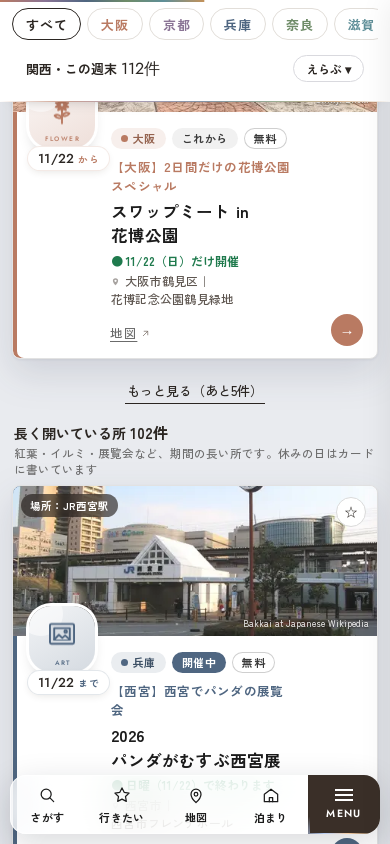 すべて
大阪
京都
兵庫
奈良
滋賀
関西・この週末 112件
えらぶ ▾
FLOWER
11/22 から
大阪
これから
無料
【大阪】2日間だけの花博公園
スペシャル
スワップミート in
花博公園
11/22（日）だけ開催
大阪市鶴見区｜
花博記念公園鶴見緑地
地図 ↗
→
もっと見る（あと5件）
長く開いている所 102件
紅葉・イルミ・展覧会など、期間の長い所です。休みの日はカード
に書いています
場所：JR西宮駅
☆
Bakkai at Japanese Wikipedia
ART
11/22 まで
兵庫
開催中
無料
【西宮】西宮でパンダの展覧
会
2026
パンダがむすぶ西宮展
日曜（11/22）で終わります
さがす
行きたい
地図
泊まり
MENU